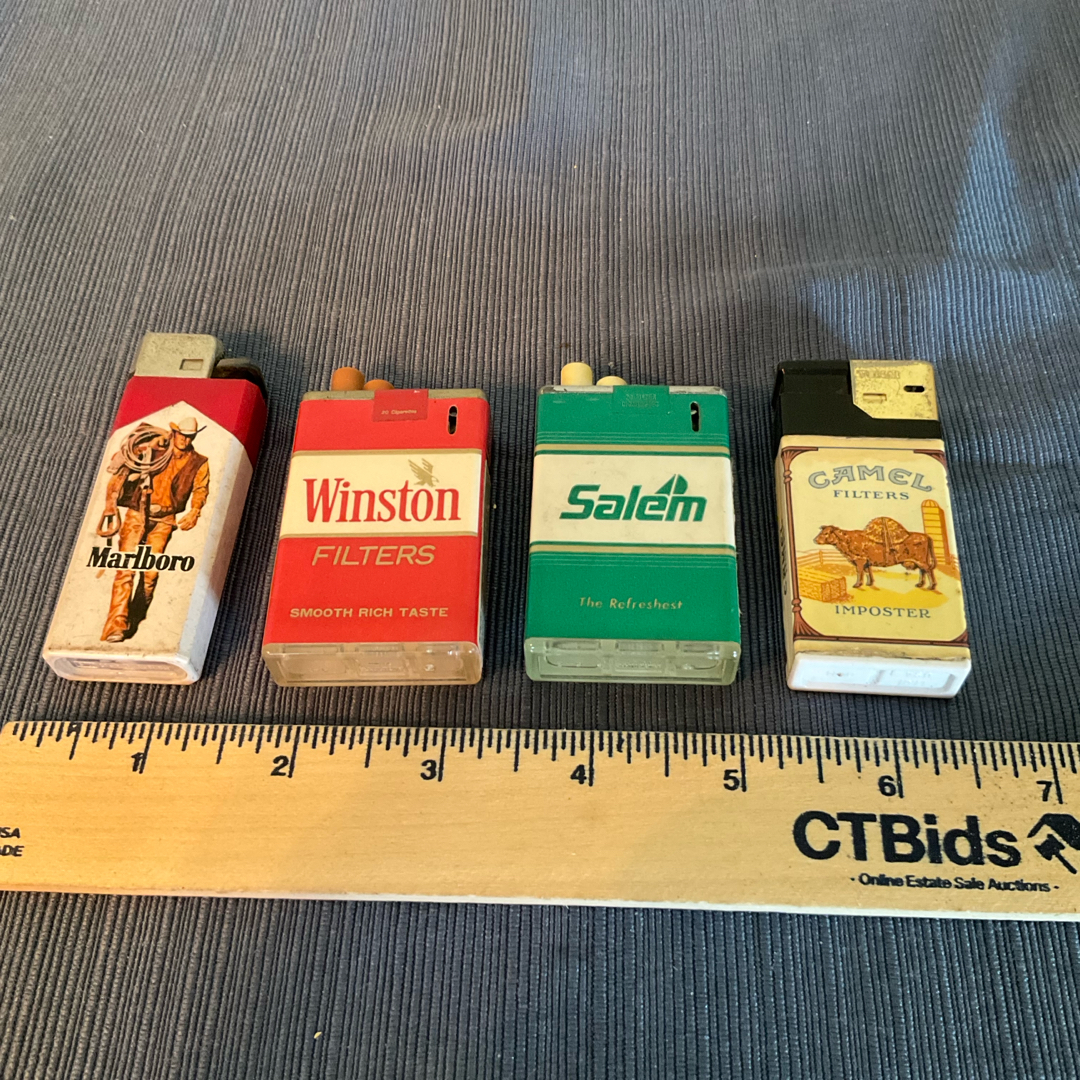 Marlboro
Winston
FILTERS
SMOOTH RICH TASTE
Salem
The Refreshest
CAMEL
FILTERS
IMPOSTER
1 2 3 4 5 6 7
CTBids
- Online Estate Sale Auctions -